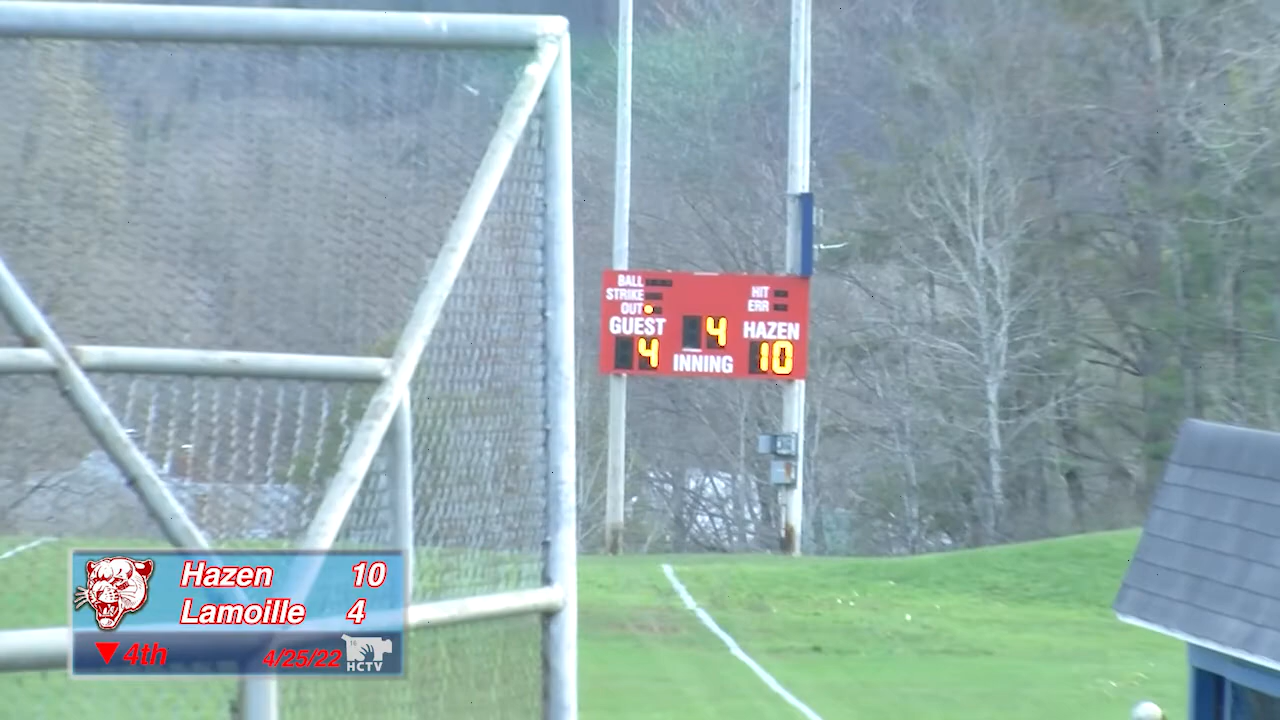 BALL
STRIKE
OUT
HIT
ERR
GUEST 4 HAZEN
4 INNING 10
Hazen 10
Lamoille 4
4th 4/25/22
16
HCTV